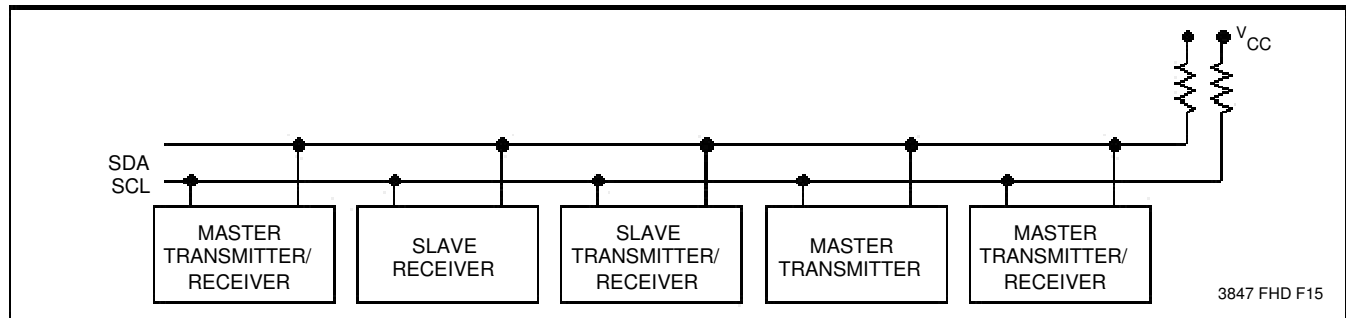 VCC
SDA
SCL
MASTER
TRANSMITTER/
RECEIVER
SLAVE
RECEIVER
SLAVE
TRANSMITTER/
RECEIVER
MASTER
TRANSMITTER
MASTER
TRANSMITTER/
RECEIVER
3847 FHD F15